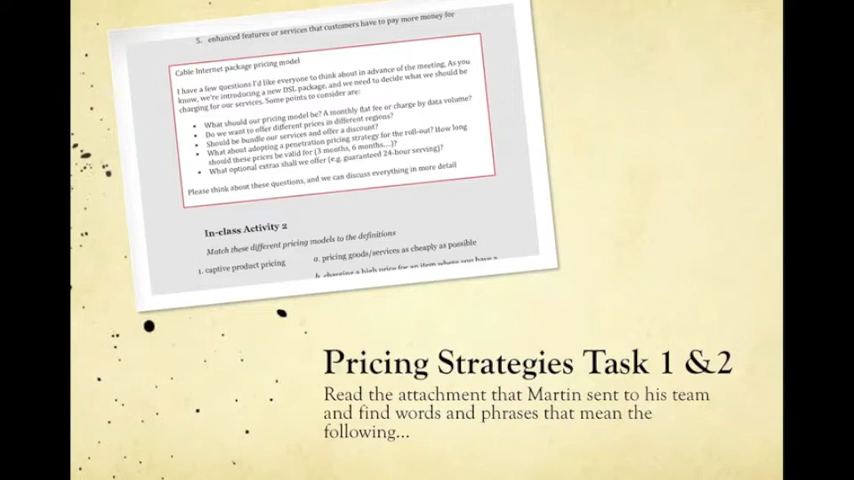 5. enhanced features or services that customers have to pay more money for
Cable Internet package pricing model
I have a few questions I'd like everyone to think about in advance of the meeting. As you
know, we're introducing a new DSL package, and we need to decide what we should be
charging for our services. Some points to consider are:
• What should our pricing model be? A monthly flat fee or charge by data volume?
• Do we want to offer different prices in different regions?
• Should be bundle our services and offer a discount?
• What about adopting a penetration pricing strategy for the roll-out? How long
should these prices be valid for (3 months, 6 months,...)?
• What optional extras shall we offer (e.g. guaranteed 24-hour serving)?
Please think about these questions, and we can discuss everything in more detail
In-class Activity 2
Match these different pricing models to the definitions
1. captive product pricing
a. pricing goods/services as cheaply as possible
b. charging a high price for an item where you have a
Pricing Strategies Task 1 &2
Read the attachment that Martin sent to his team
and find words and phrases that mean the
following...